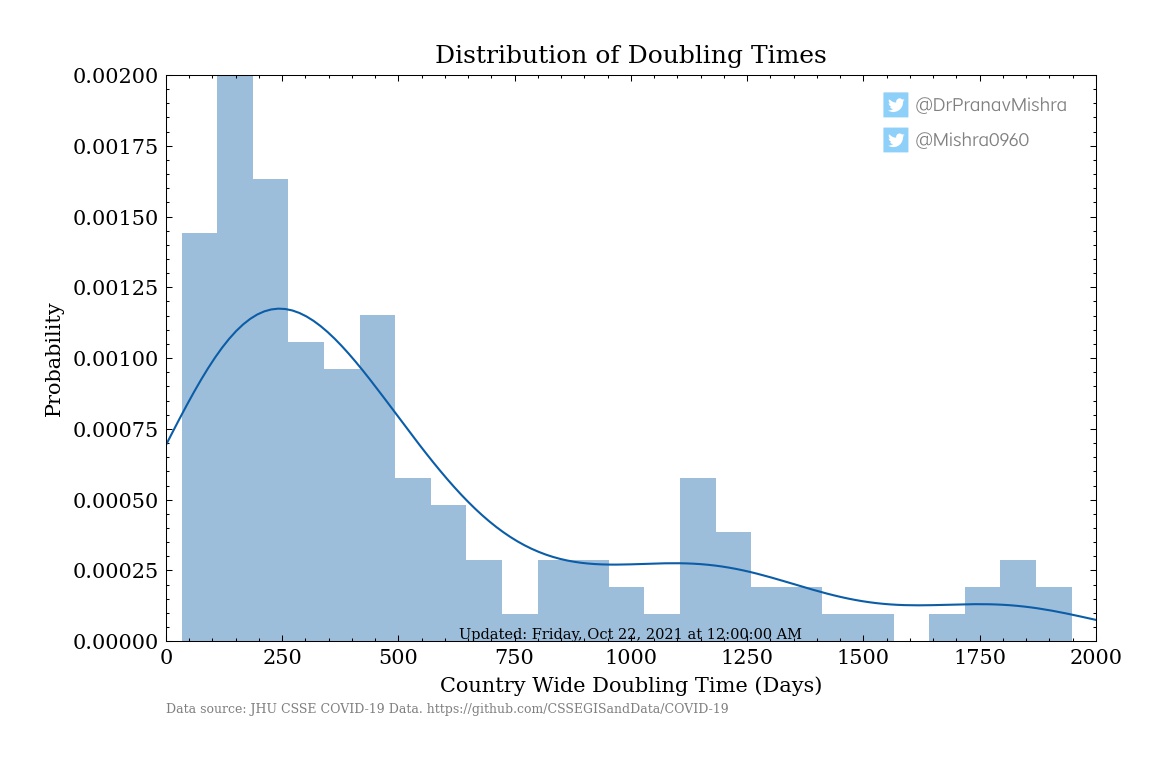 Distribution of Doubling Times
@DrPranavMishra
@Mishra0960
0.00200
0.00175
0.00150
0.00125
0.00100
0.00075
0.00050
0.00025
0.00000
Probability
Updated: Friday, Oct 22, 2021 at 12:00:00 AM
0 250 500 750 1000 1250 1500 1750 2000
Country Wide Doubling Time (Days)
Data source: JHU CSSE COVID-19 Data. https://github.com/CSSEGISandData/COVID-19